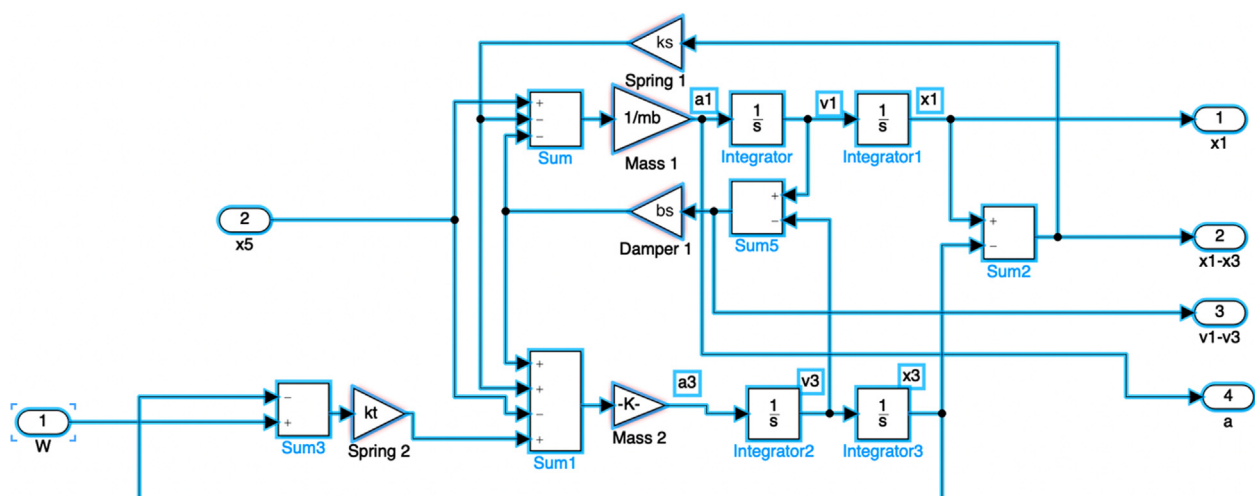 ks
Spring 1
a1
v1
x1
+
−
−
Sum
1/mb
Mass 1
1
s
Integrator
1
s
Integrator1
1
x1
2
x5
bs
Damper 1
+
−
Sum5
+
−
Sum2
2
x1-x3
3
v1-v3
+
+
−
+
Sum1
-K-
Mass 2
a3
v3
x3
1
s
Integrator2
1
s
Integrator3
4
a
1
W
−
+
Sum3
kt
Spring 2